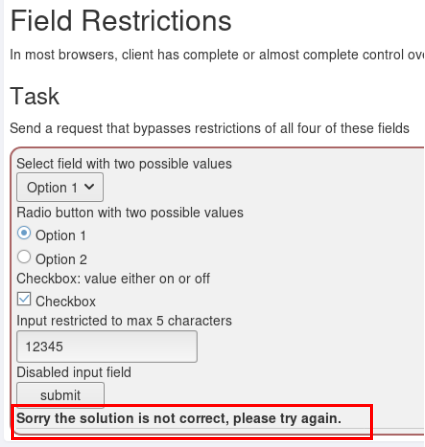 Field Restrictions
In most browsers, client has complete or almost complete control ov
Task
Send a request that bypasses restrictions of all four of these fields
Select field with two possible values
Option 1
Radio button with two possible values
Option 1
Option 2
Checkbox: value either on or off
Checkbox
Input restricted to max 5 characters
12345
Disabled input field
submit
Sorry the solution is not correct, please try again.